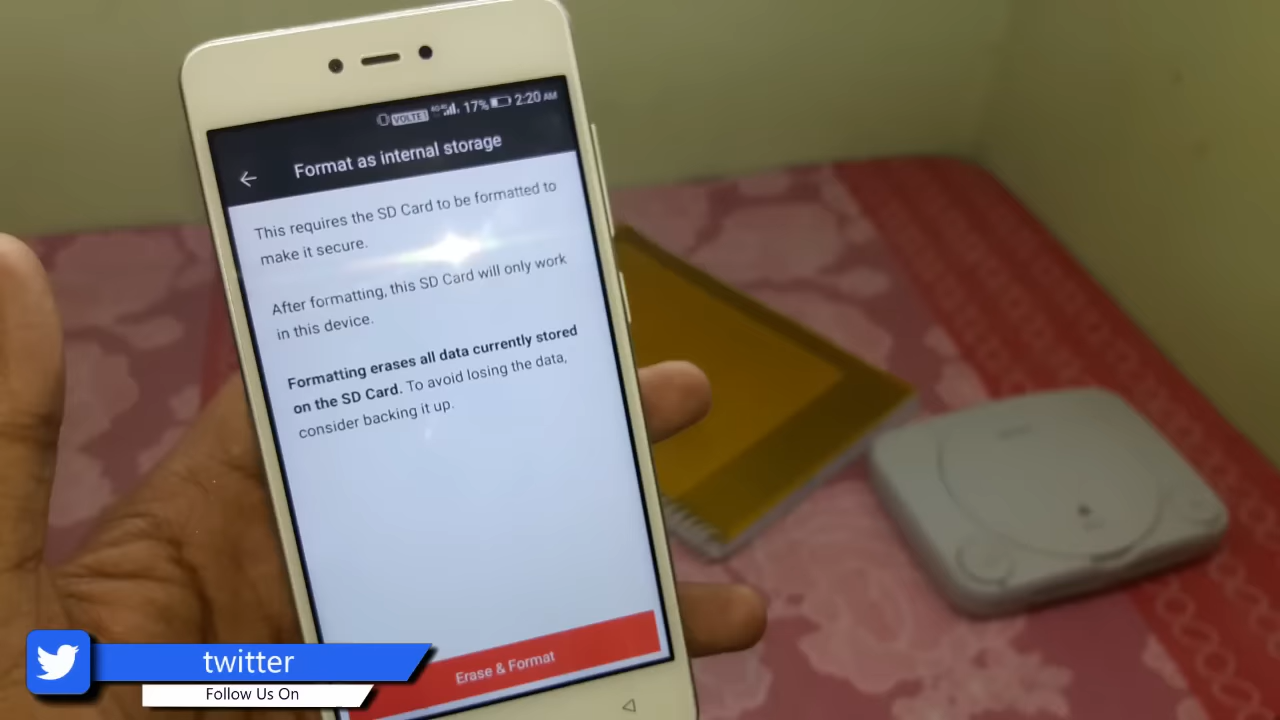 VOLTE1 4G 17% 2:20 AM
Format as internal storage
This requires the SD Card to be formatted to
make it secure.
After formatting, this SD Card will only work
in this device.
Formatting erases all data currently stored
on the SD Card. To avoid losing the data,
consider backing it up.
Erase & Format
twitter
Follow Us On